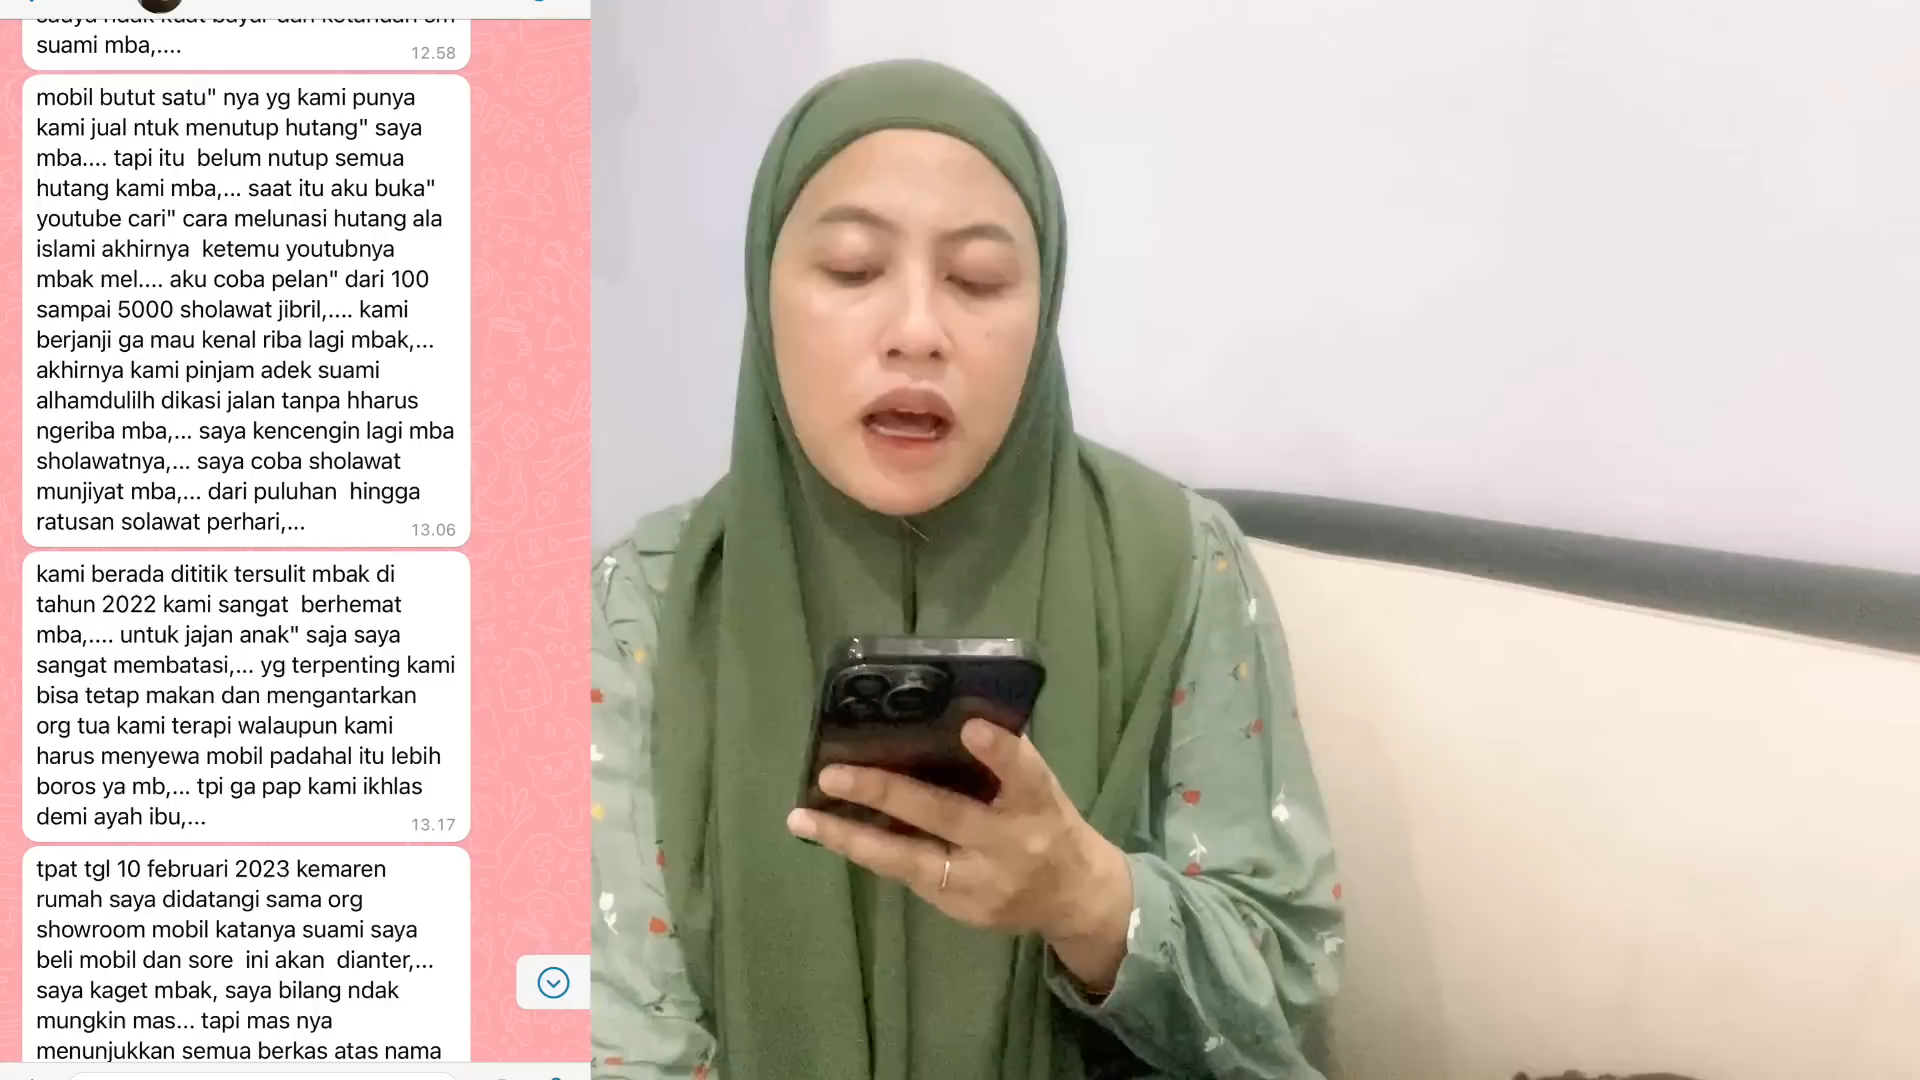 suami mba,....
12.58
mobil butut satu" nya yg kami punya
kami jual ntuk menutup hutang" saya
mba.... tapi itu  belum nutup semua
hutang kami mba,... saat itu aku buka"
youtube cari" cara melunasi hutang ala
islami akhirnya  ketemu youtubnya
mbak mel.... aku coba pelan" dari 100
sampai 5000 sholawat jibril,.... kami
berjanji ga mau kenal riba lagi mbak,...
akhirnya kami pinjam adek suami
alhamdulilh dikasi jalan tanpa hharus
ngeriba mba,... saya kencengin lagi mba
sholawatnya,... saya coba sholawat
munjiyat mba,... dari puluhan  hingga
ratusan solawat perhari,...
13.06
kami berada dititik tersulit mbak di
tahun 2022 kami sangat  berhemat
mba,.... untuk jajan anak" saja saya
sangat membatasi,... yg terpenting kami
bisa tetap makan dan mengantarkan
org tua kami terapi walaupun kami
harus menyewa mobil padahal itu lebih
boros ya mb,... tpi ga pap kami ikhlas
demi ayah ibu,...
13.17
tpat tgl 10 februari 2023 kemaren
rumah saya didatangi sama org
showroom mobil katanya suami saya
beli mobil dan sore  ini akan  dianter,...
saya kaget mbak, saya bilang ndak
mungkin mas... tapi mas nya
menunjukkan semua berkas atas nama